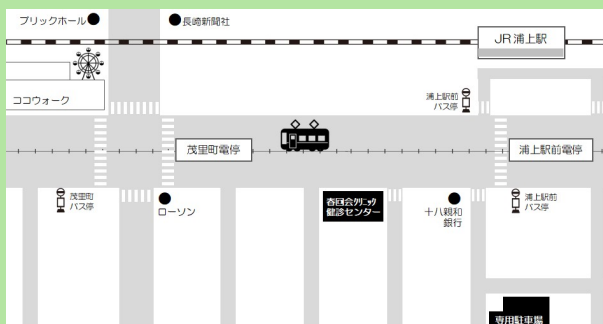 ブリックホール
長崎新聞社
JR浦上駅
ココウォーク
浦上駅前
バス停
茂里町電停
浦上駅前電停
茂里町
バス停
ローソン
春回会クリニック
健診センター
十八親和
銀行
浦上駅前
バス停
専用駐車場